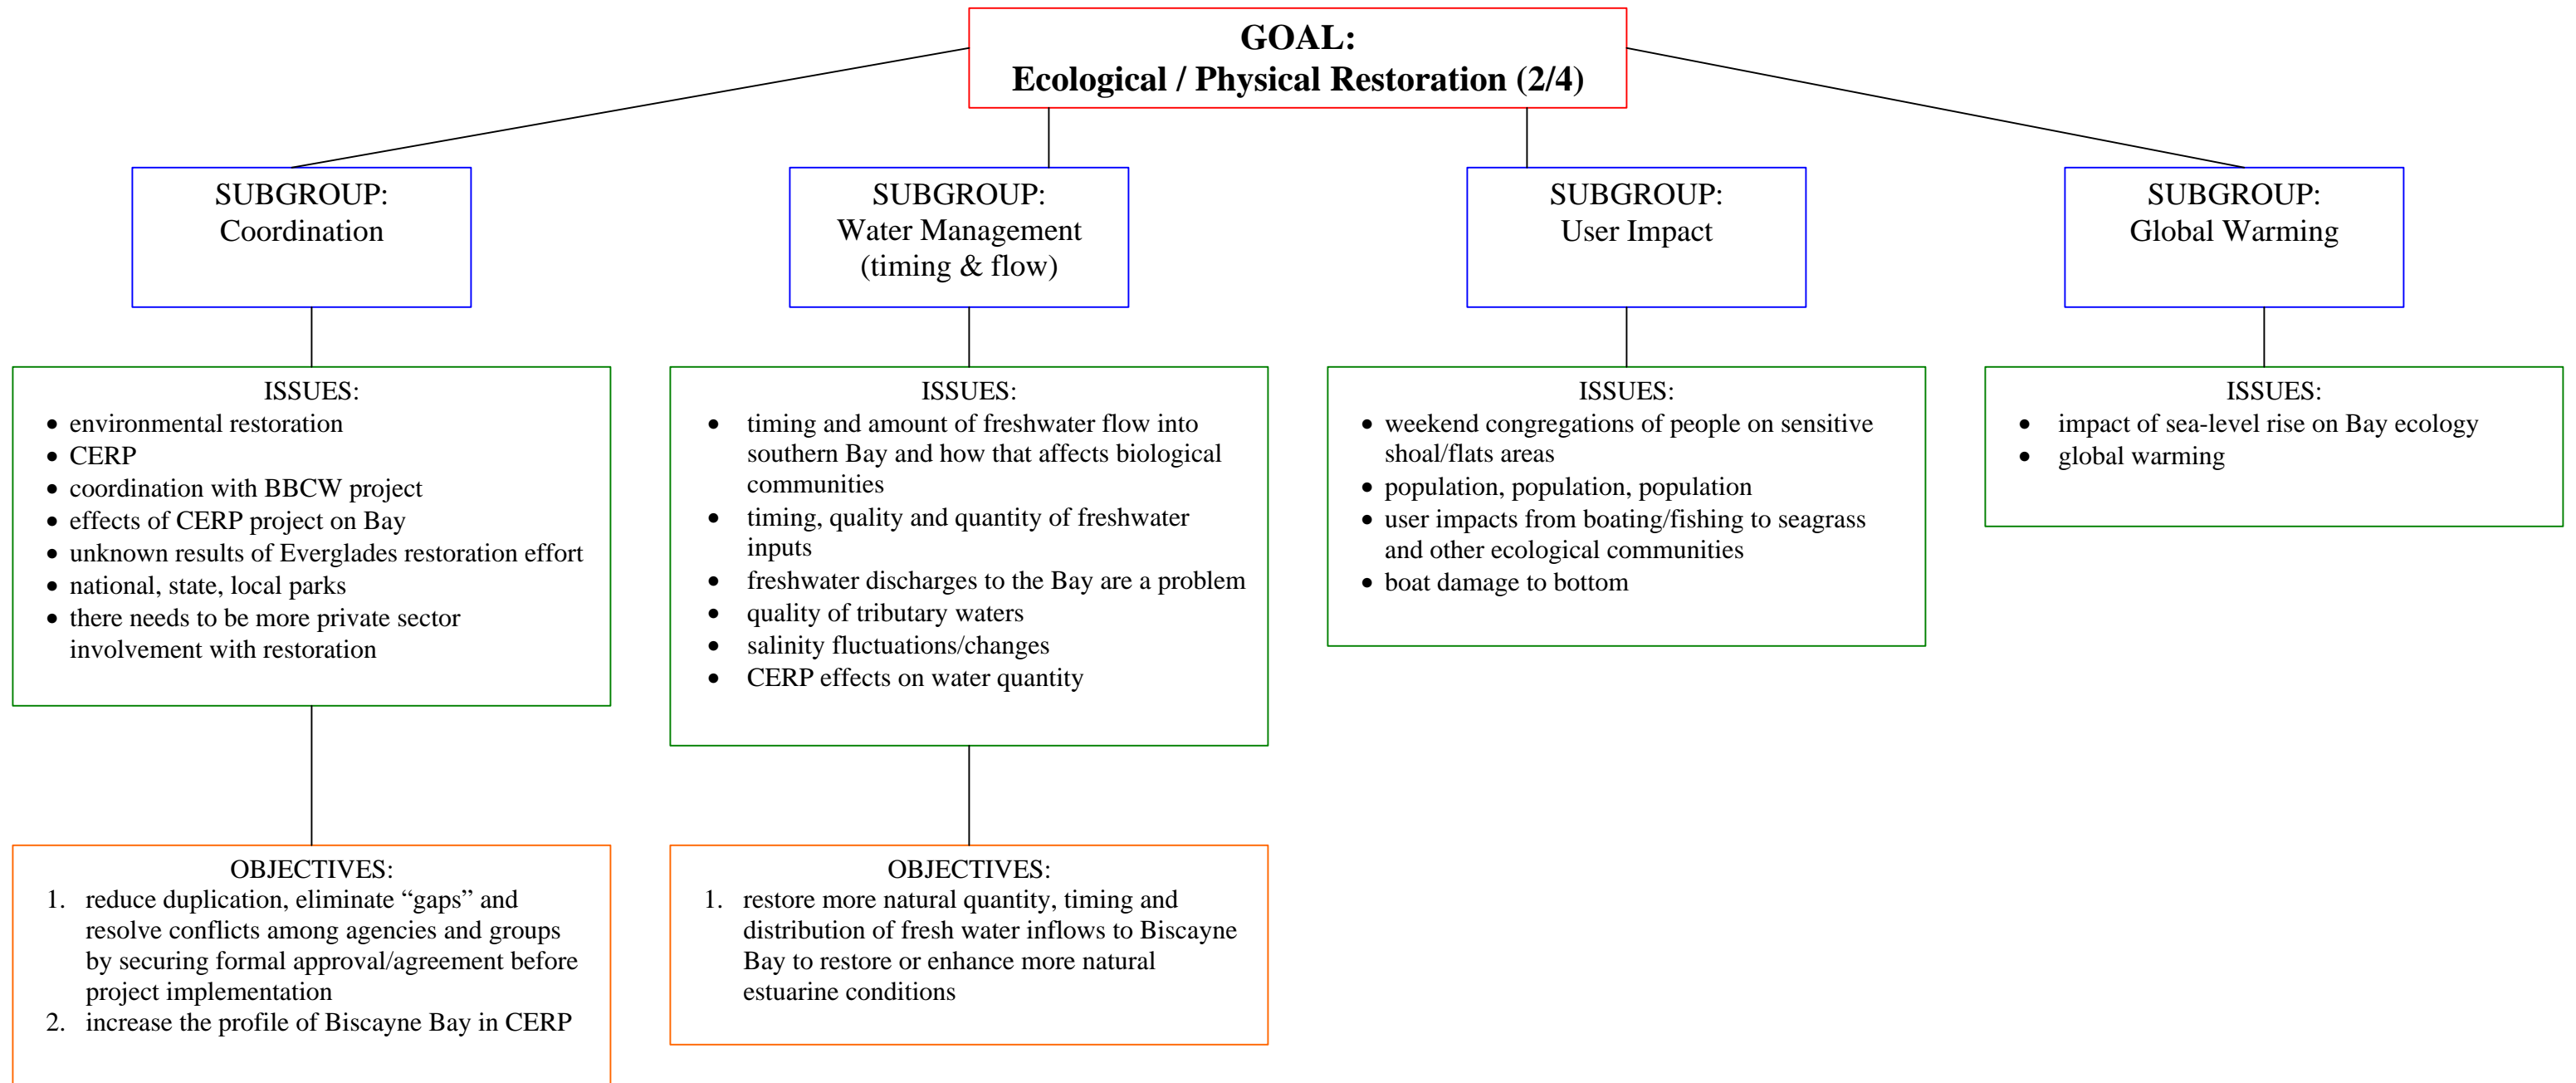 GOAL:
Ecological / Physical Restoration (2/4)
SUBGROUP:
Coordination
SUBGROUP:
Water Management
(timing & flow)
SUBGROUP:
User Impact
SUBGROUP:
Global Warming
ISSUES:
• environmental restoration
• CERP
• coordination with BBCW project
• effects of CERP project on Bay
• unknown results of Everglades restoration effort
• national, state, local parks
• there needs to be more private sector
involvement with restoration
ISSUES:
• timing and amount of freshwater flow into
southern Bay and how that affects biological
communities
• timing, quality and quantity of freshwater
inputs
• freshwater discharges to the Bay are a problem
• quality of tributary waters
• salinity fluctuations/changes
• CERP effects on water quantity
ISSUES:
• weekend congregations of people on sensitive
shoal/flats areas
• population, population, population
• user impacts from boating/fishing to seagrass
and other ecological communities
• boat damage to bottom
ISSUES:
• impact of sea-level rise on Bay ecology
• global warming
OBJECTIVES:
1. reduce duplication, eliminate “gaps” and
resolve conflicts among agencies and groups
by securing formal approval/agreement before
project implementation
2. increase the profile of Biscayne Bay in CERP
OBJECTIVES:
1. restore more natural quantity, timing and
distribution of fresh water inflows to Biscayne
Bay to restore or enhance more natural
estuarine conditions